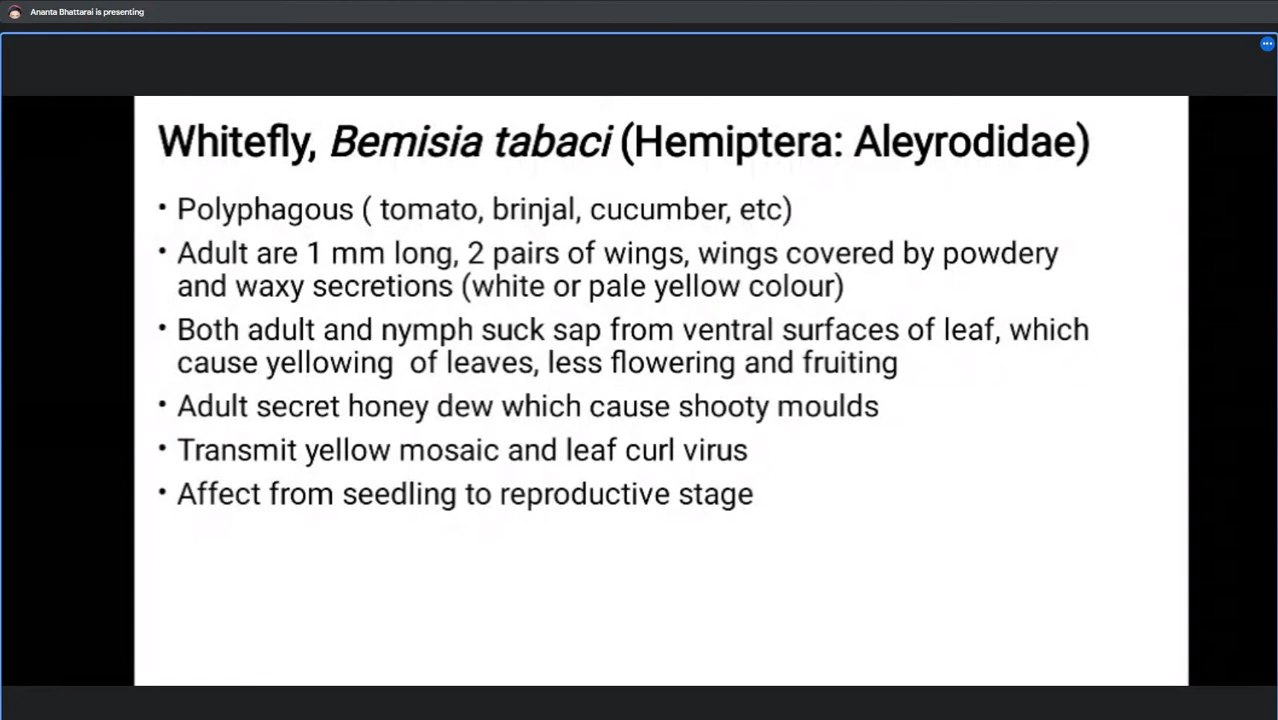 Ananta Bhattarai is presenting
Whitefly, Bemisia tabaci (Hemiptera: Aleyrodidae)
• Polyphagous ( tomato, brinjal, cucumber, etc)
• Adult are 1 mm long, 2 pairs of wings, wings covered by powdery
and waxy secretions (white or pale yellow colour)
• Both adult and nymph suck sap from ventral surfaces of leaf, which
cause yellowing  of leaves, less flowering and fruiting
• Adult secret honey dew which cause shooty moulds
• Transmit yellow mosaic and leaf curl virus
• Affect from seedling to reproductive stage